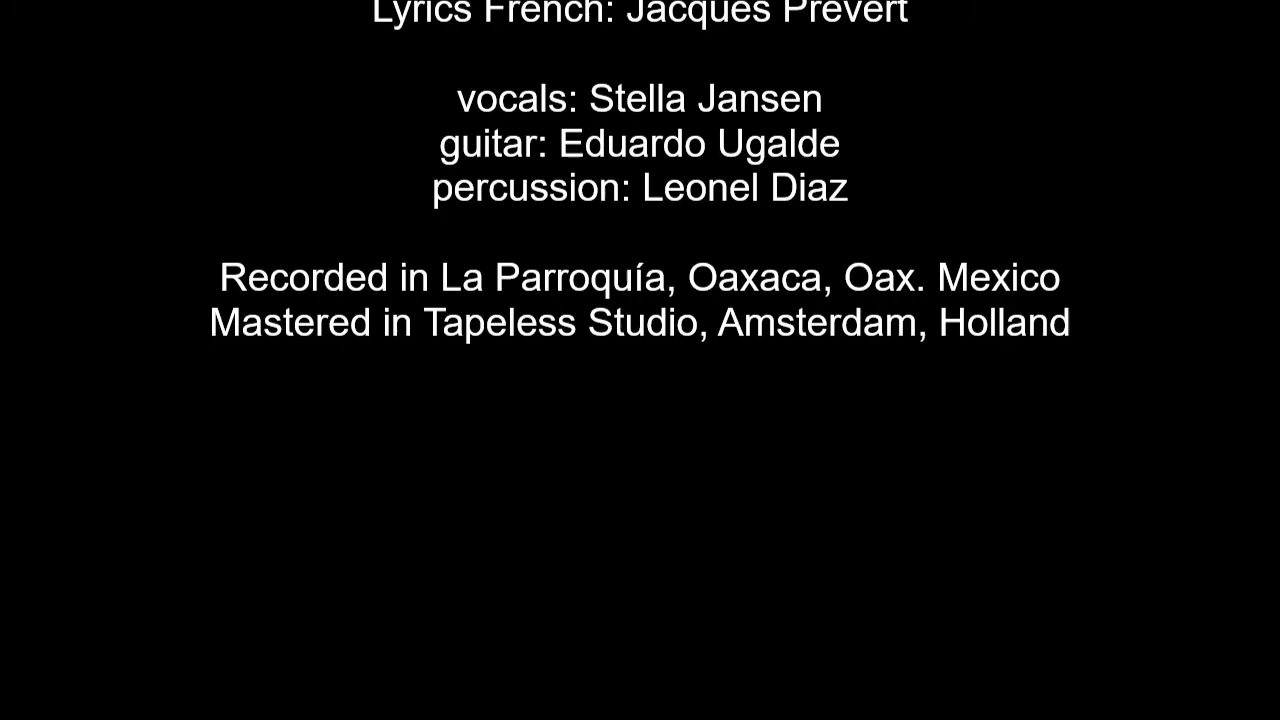 Lyrics French: Jacques Prevert
vocals: Stella Jansen
guitar: Eduardo Ugalde
percussion: Leonel Diaz
Recorded in La Parroquía, Oaxaca, Oax. Mexico
Mastered in Tapeless Studio, Amsterdam, Holland